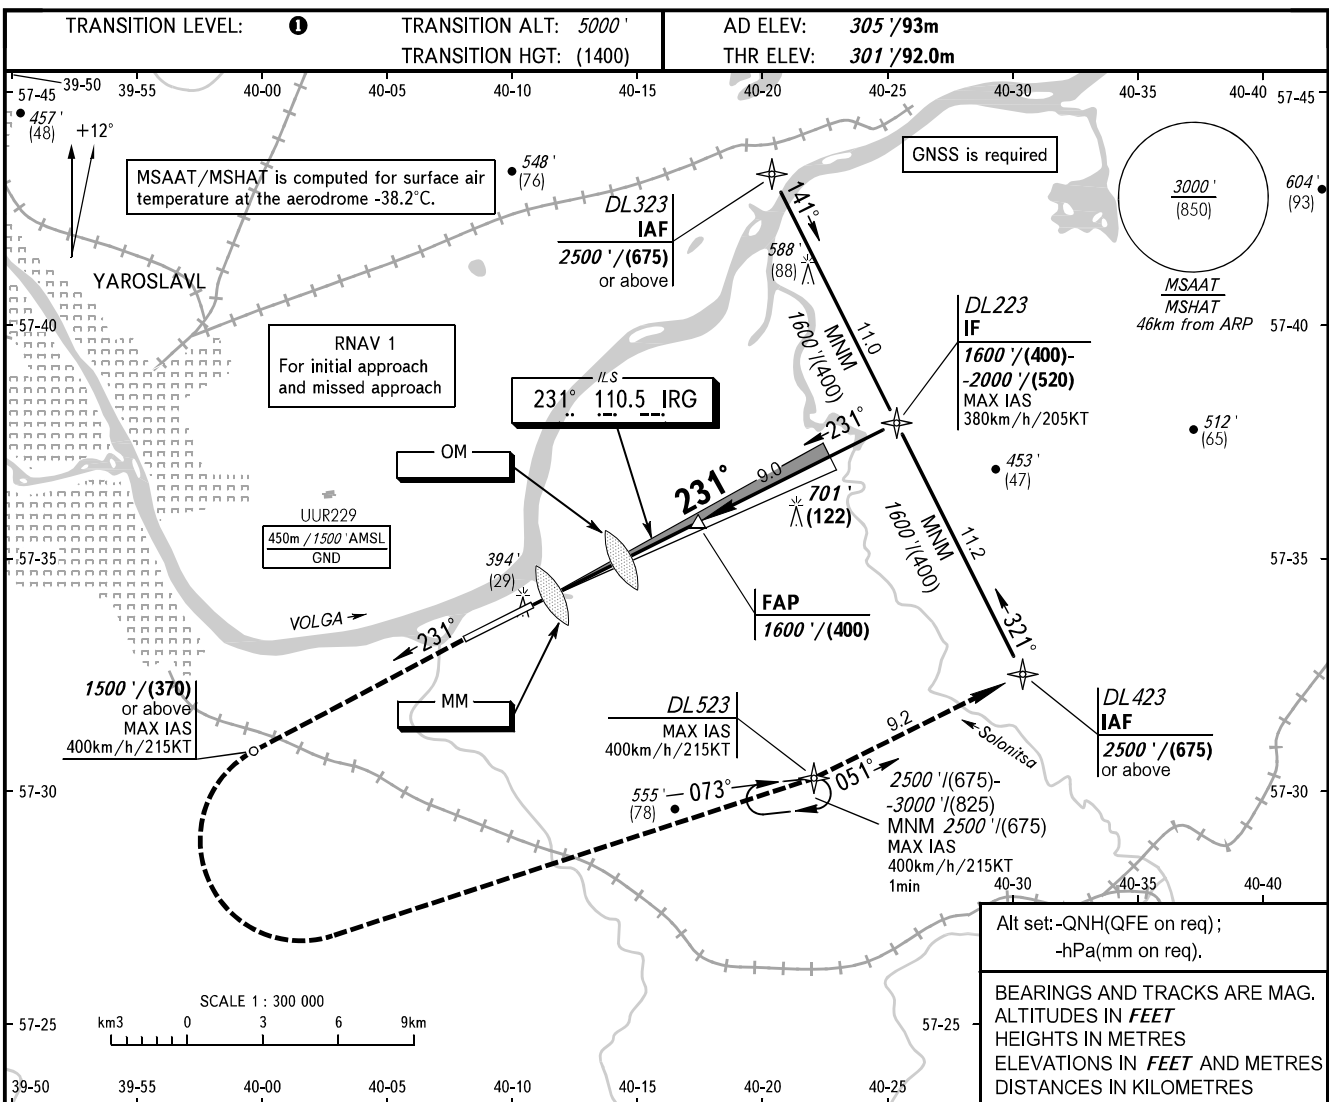 TRANSITION LEVEL: 1
TRANSITION ALT: 5000'
TRANSITION HGT: (1400)
AD ELEV: 305'/93m
THR ELEV: 301'/92.0m
39-50 39-55 40-00 40-05 40-10 40-15 40-20 40-25 40-35 40-40
57-45 57-45
457'
(48)
+12°
MSAAT/MSHAT is computed for surface air
temperature at the aerodrome -38.2°C.
548'
(76)
GNSS is required
3000'
(850)
604'
(93)
MSAAT
MSHAT
46km from ARP
DL323
IAF
2500'/(675)
or above
141°
588'
(88)
YAROSLAVL
57-40 57-40
RNAV 1
For initial approach
and missed approach
11.0
MNM
1600'/(400)
DL223
IF
1600'/(400)-
-2000'/(520)
MAX IAS
380km/h/205KT
ILS
231° 110.5 IRG
231°
512'
(65)
453'
(47)
OM
231°
9.0
701'
(122)
UUR229
450m/1500'AMSL
GND
11.2
MNM
1600'/(400)
57-35 57-35
394'
(29)
FAP
1600'/(400)
VOLGA
231°
321°
1500'/(370)
or above
MAX IAS
400km/h/215KT
MM
DL523
MAX IAS
400km/h/215KT
9.2
Solonitsa
DL423
IAF
2500'/(675)
or above
57-30 57-30
555'
(78)
073°
051°
2500'/(675)-
-3000'/(825)
MNM 2500'/(675)
MAX IAS
400km/h/215KT
1min
40-30 40-35 40-40
Alt set:-QNH(QFE on req);
-hPa(mm on req).
SCALE 1 : 300 000
km3 0 3 6 9km
57-25 57-25
BEARINGS AND TRACKS ARE MAG.
ALTITUDES IN FEET
HEIGHTS IN METRES
ELEVATIONS IN FEET AND METRES
DISTANCES IN KILOMETRES
39-50 39-55 40-00 40-05 40-10 40-15 40-20 40-25